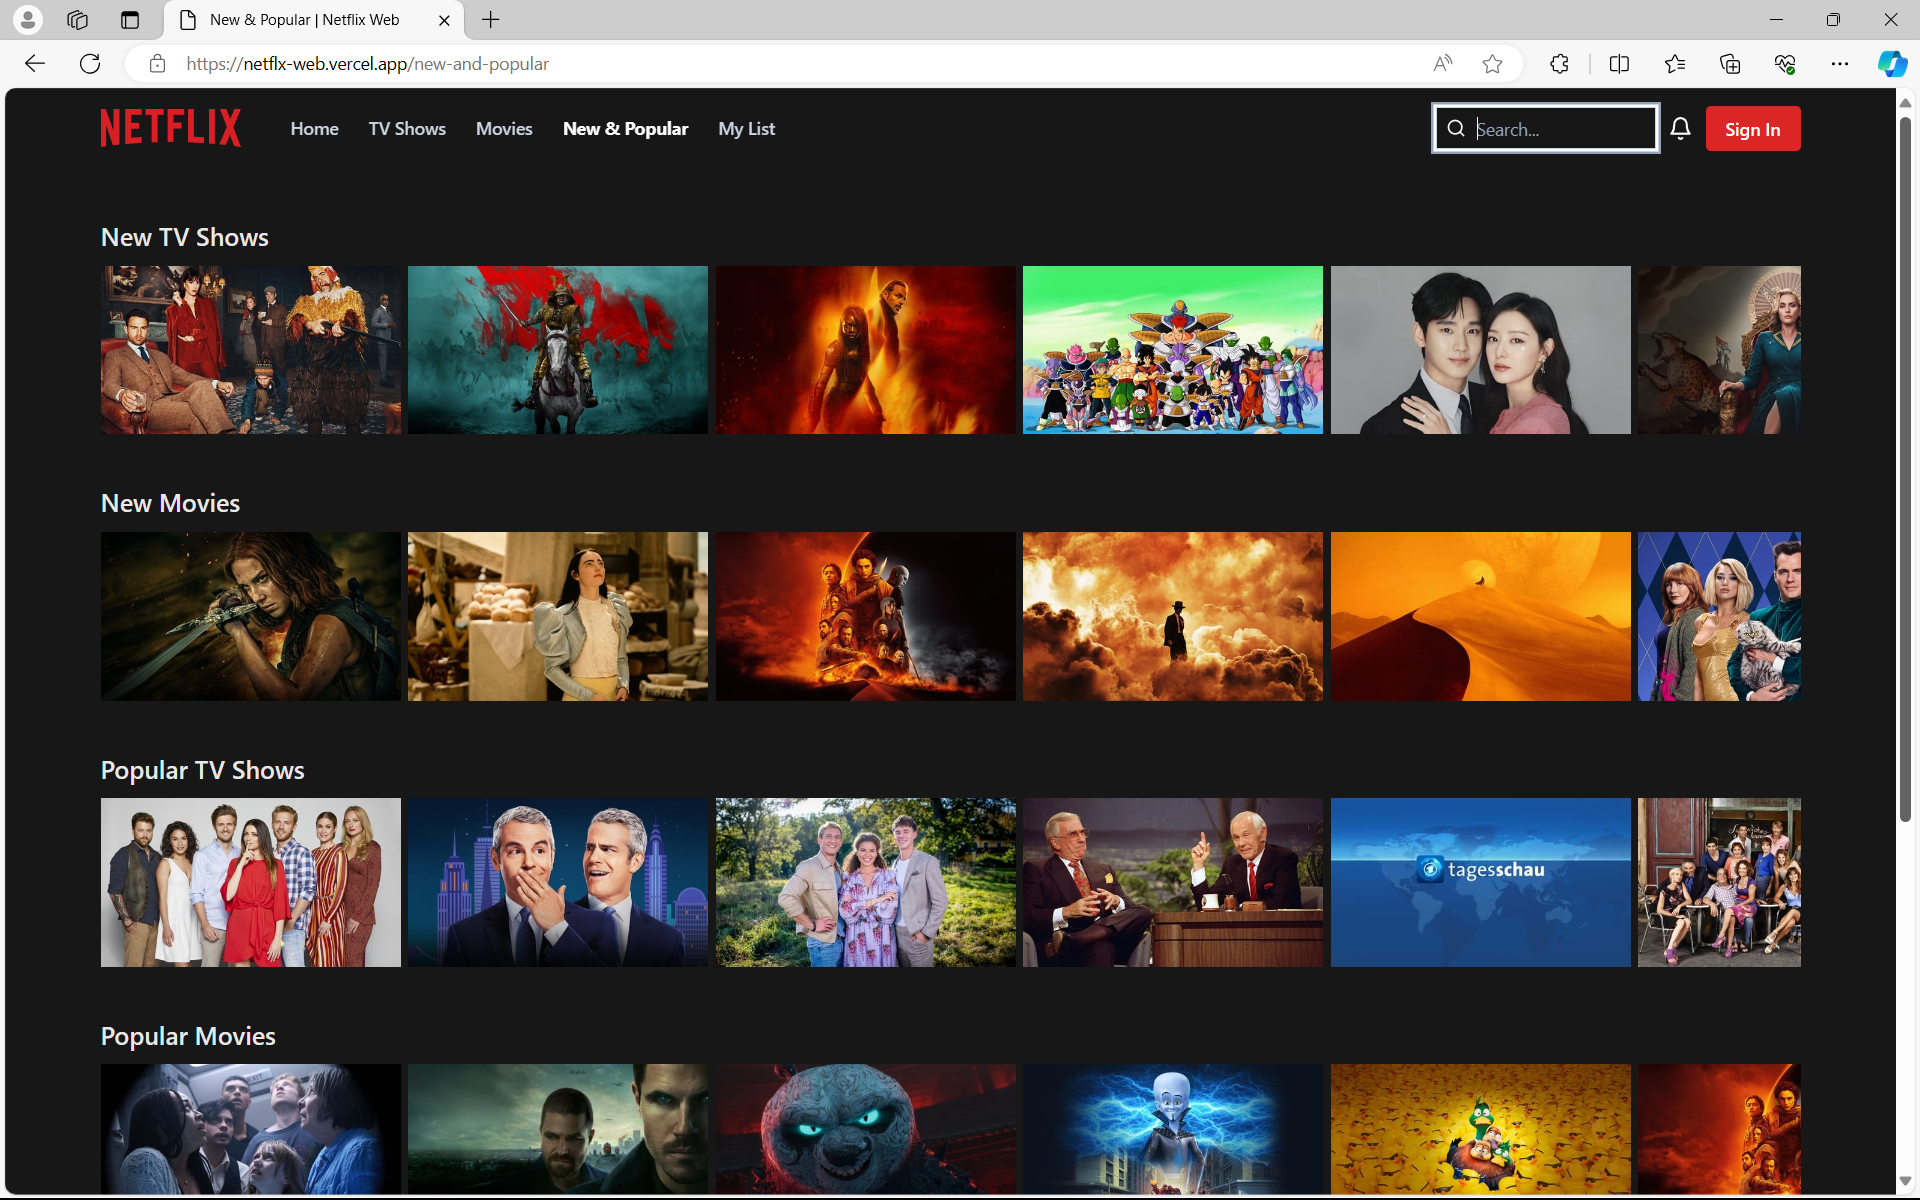 New & Popular | Netflix Web
https://netflx-web.vercel.app/new-and-popular
NETFLIX
Home
TV Shows
Movies
New & Popular
My List
Search...
Sign In
New TV Shows
New Movies
Popular TV Shows
tagesschau
Popular Movies